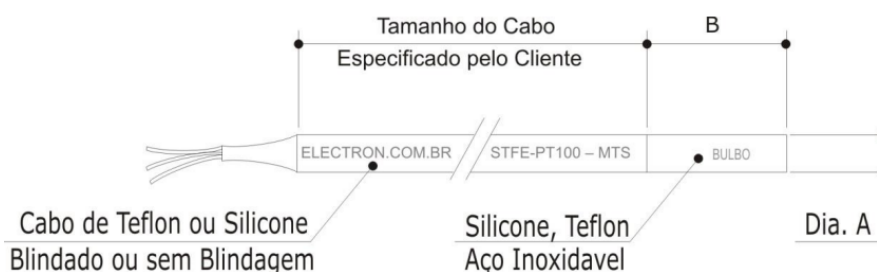 Tamanho do Cabo
B
Especificado pelo Cliente
ELECTRON.COM.BR
STFE-PT100 – MTS
BULBO
Cabo de Teflon ou Silicone
Blindado ou sem Blindagem
Silicone, Teflon
Aço Inoxidavel
Dia. A